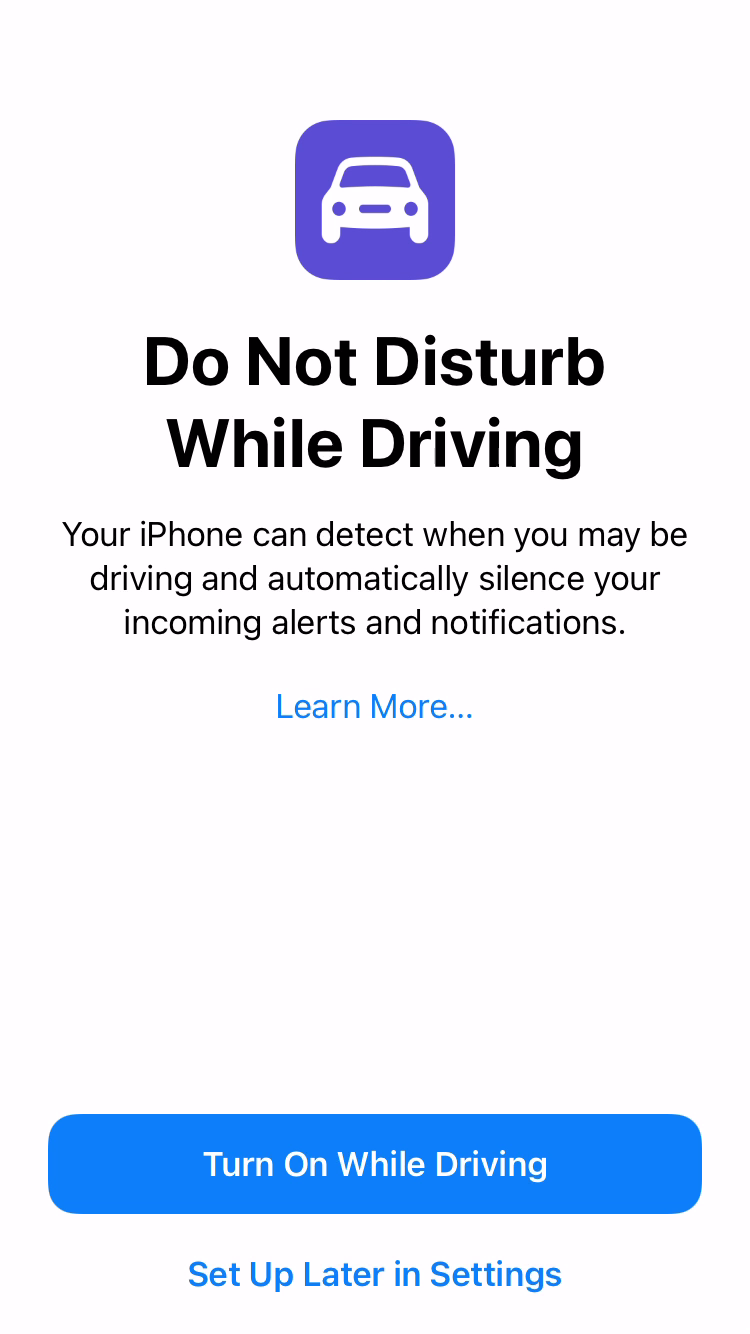 Do Not Disturb
While Driving
Your iPhone can detect when you may be
driving and automatically silence your
incoming alerts and notifications.
Learn More...
Turn On While Driving
Set Up Later in Settings